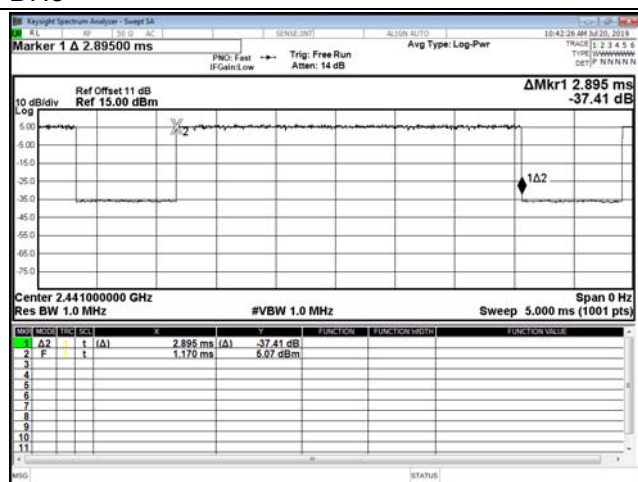 DH5
Keysight Spectrum Analyzer - Swept SA
RL RF 50 Ω AC SENSE:INT ALIGN AUTO 10:42:26 AM Jul 20, 2019
Marker 1 Δ 2.89500 ms
PNO: Fast
IFGain:Low
Trig: Free Run
Atten: 14 dB
Avg Type: Log-Pwr
TRACE 1 2 3 4 5 6
TYPE WWWWWW
DET P NNNNN
Ref Offset 11 dB
10 dB/div Ref 15.00 dBm
Log
ΔMkr1 2.895 ms
-37.41 dB
5.00
-5.00
-15.0
-25.0
-35.0
-45.0
-55.0
-65.0
-75.0
2
1Δ2
Center 2.441000000 GHz Span 0 Hz
Res BW 1.0 MHz #VBW 1.0 MHz Sweep 5.000 ms (1001 pts)
MKR MODE TRC SCL X Y FUNCTION FUNCTION WIDTH FUNCTION VALUE
1 Δ2 1 t (Δ) 2.895 ms (Δ) -37.41 dB
2 F 1 t 1.170 ms 5.07 dBm
3
4
5
6
7
8
9
10
11
MSG STATUS